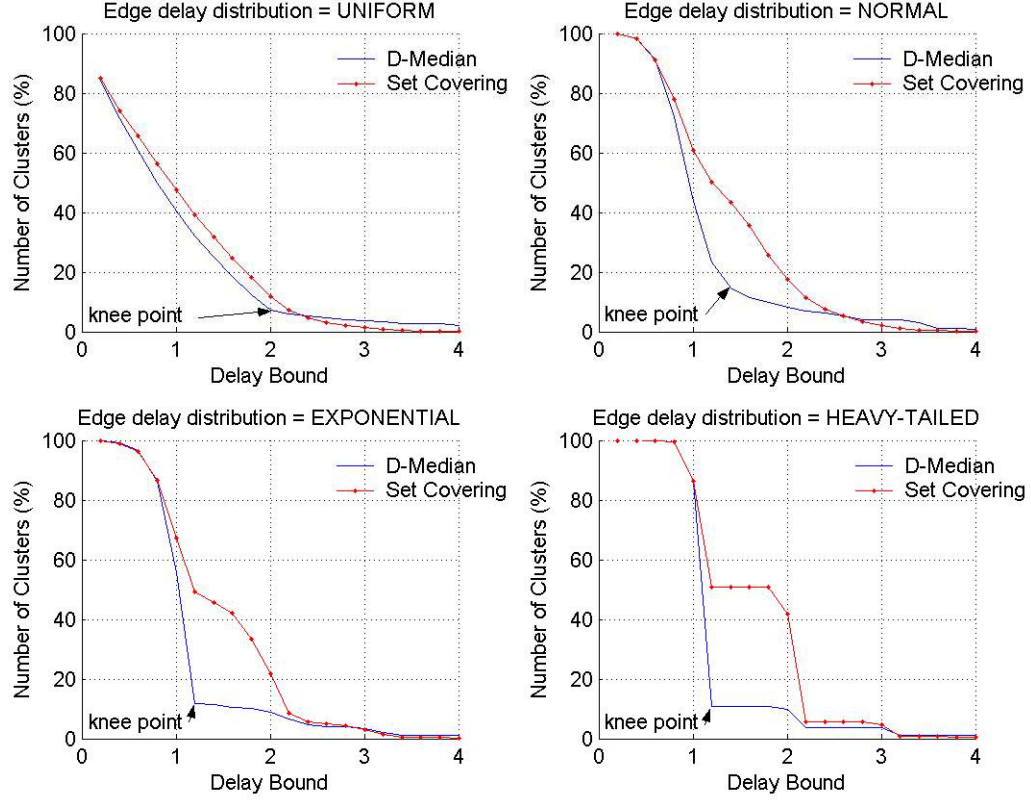 Edge delay distribution = UNIFORM
Number of Clusters (%)
100
80
60
40
20
0
D-Median
Set Covering
knee point
0 1 2 3 4
Delay Bound
Edge delay distribution = NORMAL
Number of Clusters (%)
100
80
60
40
20
0
D-Median
Set Covering
knee point
0 1 2 3 4
Delay Bound
Edge delay distribution = EXPONENTIAL
Number of Clusters (%)
100
80
60
40
20
0
D-Median
Set Covering
knee point
0 1 2 3 4
Delay Bound
Edge delay distribution = HEAVY-TAILED
Number of Clusters (%)
100
80
60
40
20
0
D-Median
Set Covering
knee point
0 1 2 3 4
Delay Bound